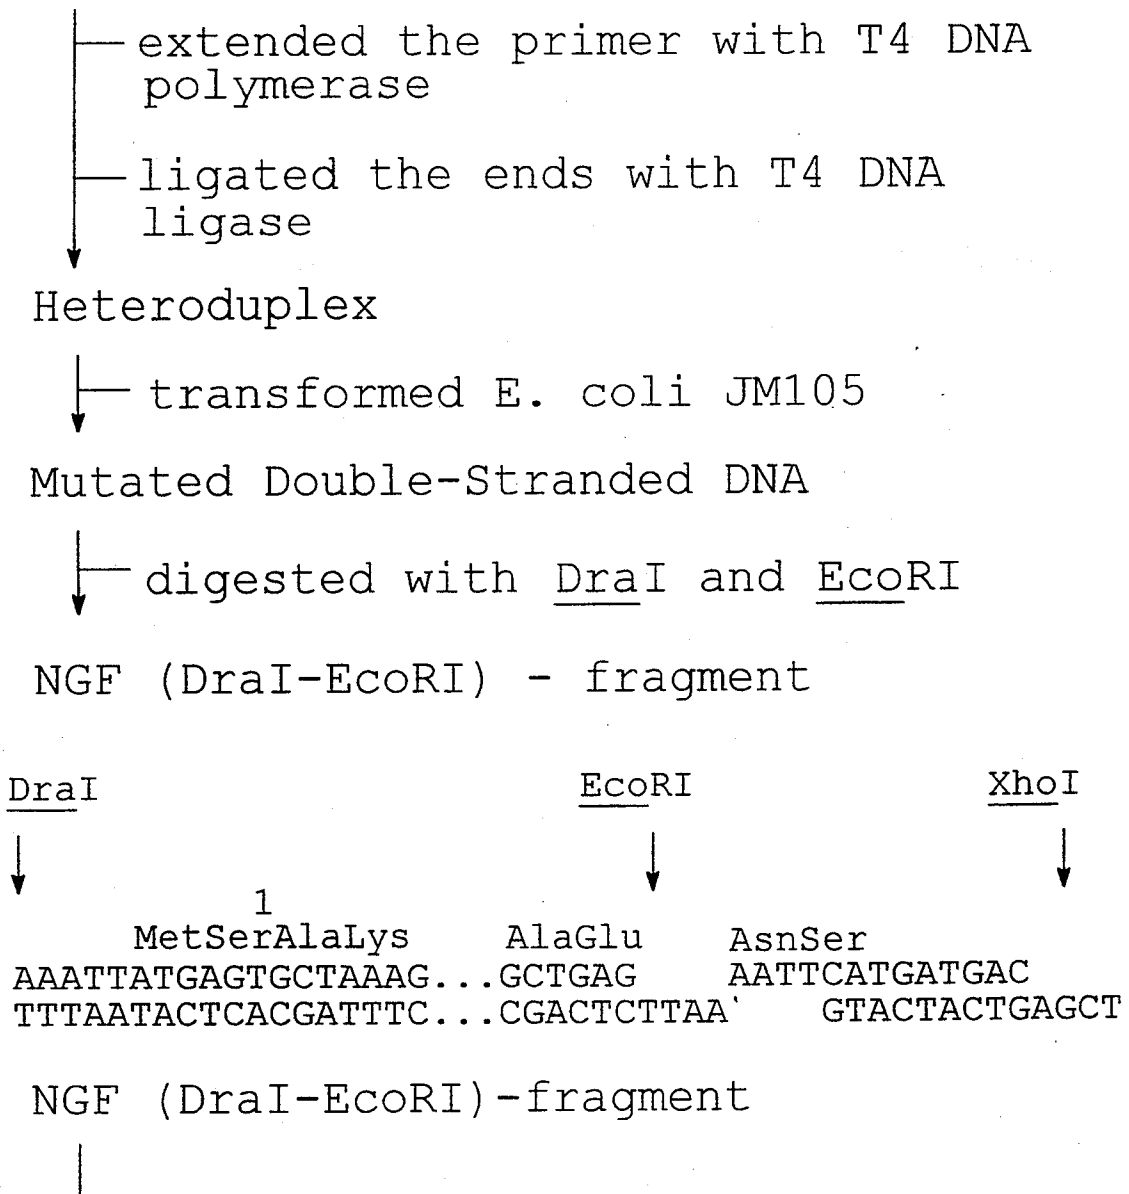 extended the primer with T4 DNA
polymerase
ligated the ends with T4 DNA
ligase
Heteroduplex
transformed E. coli JM105
Mutated Double-Stranded DNA
digested with DraI and EcoRI
NGF (DraI-EcoRI) - fragment
DraI EcoRI XhoI
1
MetSerAlaLys AlaGlu AsnSer
AAATTATGAGTGCTAAAG...GCTGAG AATTCATGATGAC
TTTAATACTCACGATTTC...CGACTCTTAA GTACTACTGAGCT
NGF (DraI-EcoRI)-fragment